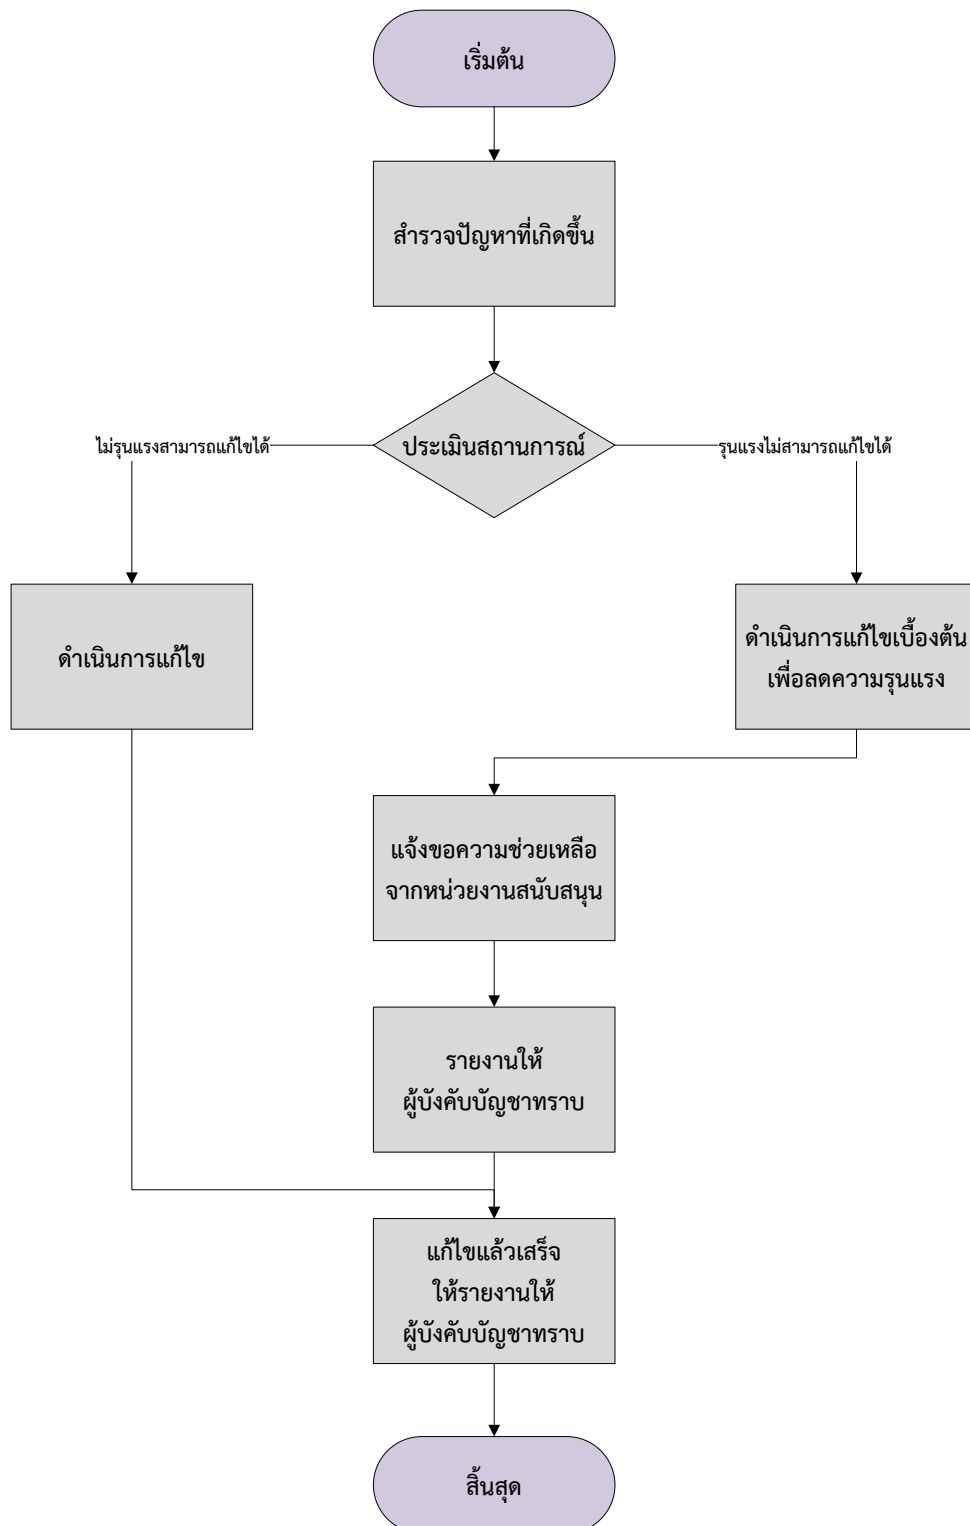 เริ่มต้น
สำรวจปัญหาที่เกิดขึ้น
ประเมินสถานการณ์
ไม่รุนแรงสามารถแก้ไขได้
รุนแรงไม่สามารถแก้ไขได้
ดำเนินการแก้ไข
ดำเนินการแก้ไขเบื้องต้น
เพื่อลดความรุนแรง
แจ้งขอความช่วยเหลือ
จากหน่วยงานสนับสนุน
รายงานให้
ผู้บังคับบัญชาทราบ
แก้ไขแล้วเสร็จ
ให้รายงานให้
ผู้บังคับบัญชาทราบ
สิ้นสุด